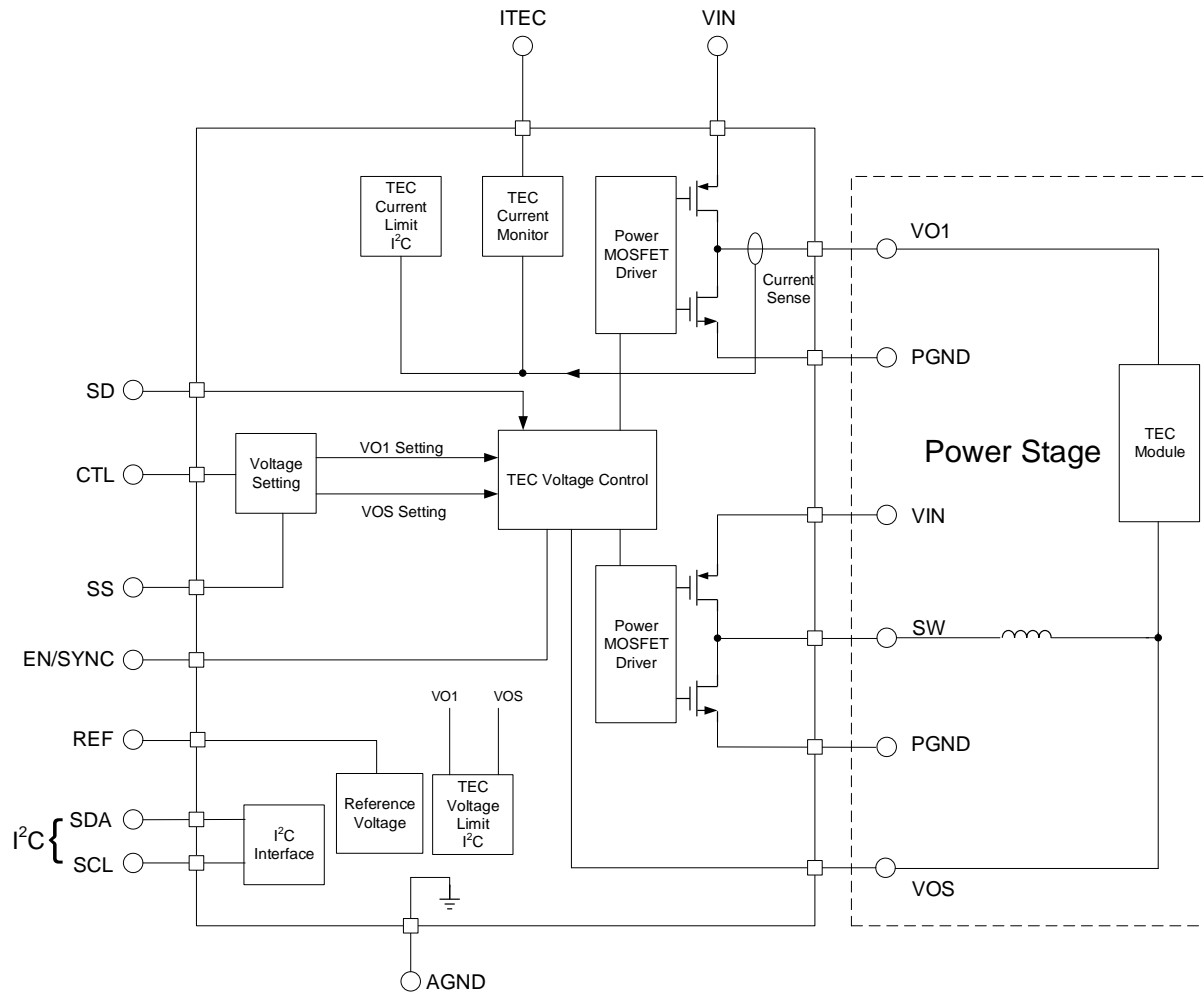 ITEC
VIN
TEC
Current
Limit
I²C
TEC
Current
Monitor
Power
MOSFET
Driver
Current
Sense
VO1
PGND
SD
CTL
Voltage
Setting
VO1 Setting
VOS Setting
TEC Voltage Control
Power Stage
TEC
Module
VIN
SS
EN/SYNC
Power
MOSFET
Driver
SW
VO1
VOS
REF
PGND
Reference
Voltage
TEC
Voltage
Limit
I²C
I²C {
SDA
SCL
I²C
Interface
VOS
AGND